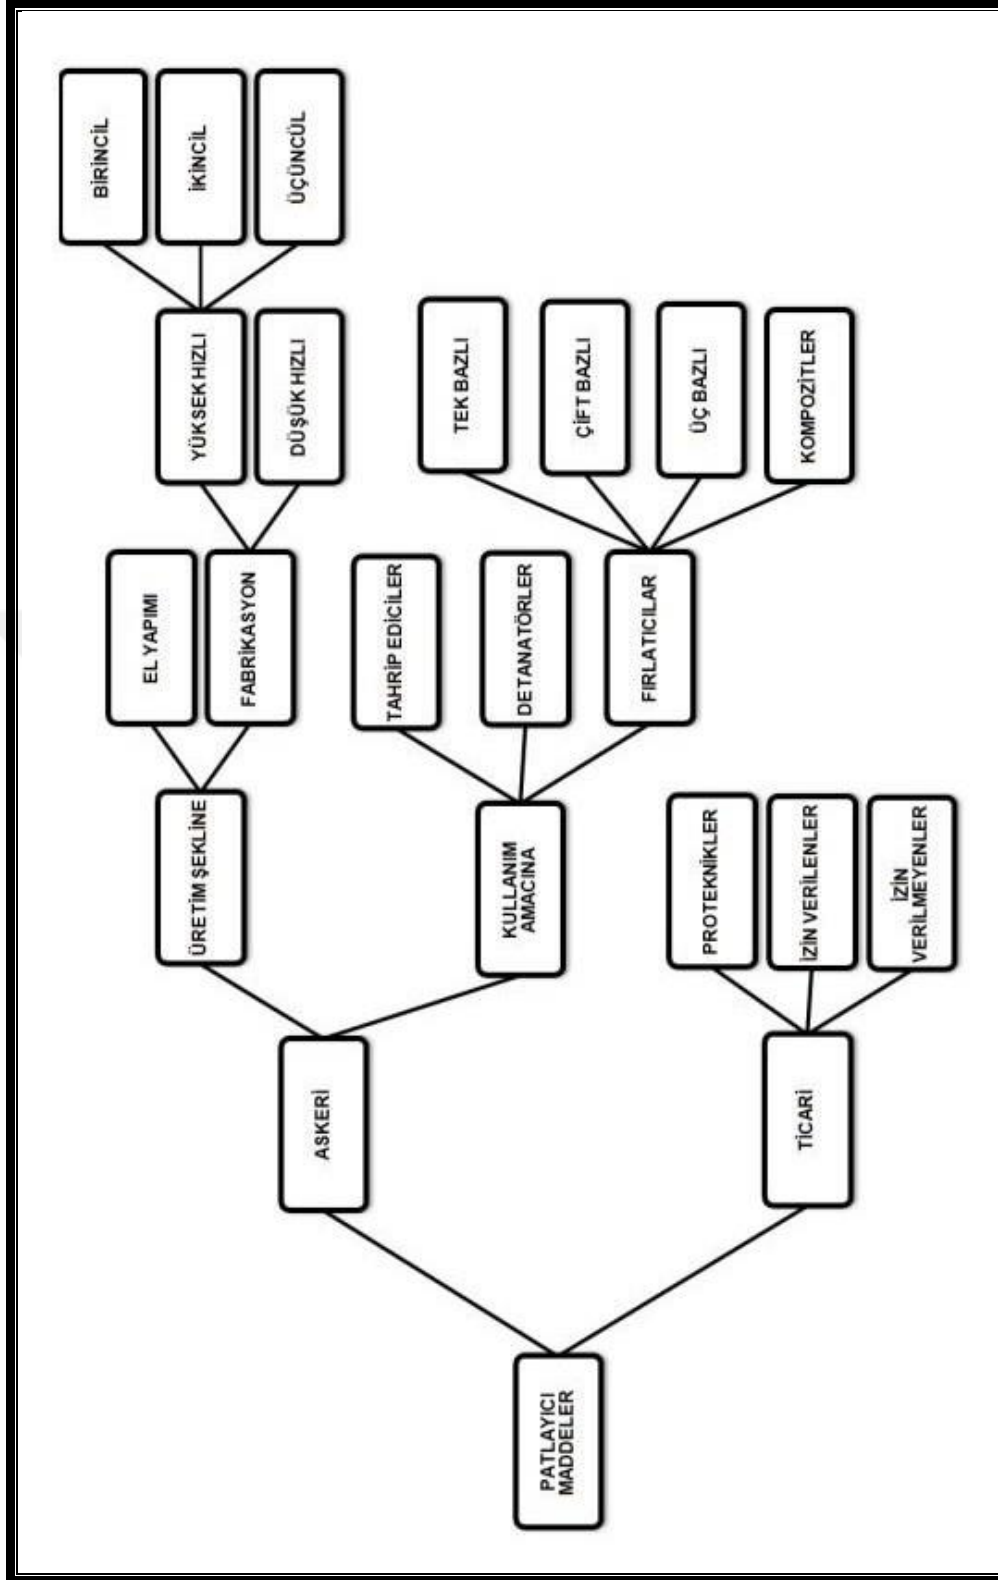 PATLAYICI
MADDELER
ASKERİ
TİCARİ
ÜRETİM ŞEKLİNE
KULLANIM
AMACINA
PROTEKNİKLER
İZİN VERİLENLER
İZİN
VERİLMEYENLER
EL YAPIMI
FABRİKASYON
TAHRİP EDİCİLER
DETANATÖRLER
FIRLATICILAR
YÜKSEK HIZLI
DÜŞÜK HIZLI
TEK BAZLI
ÇİFT BAZLI
ÜÇ BAZLI
KOMPOZİTLER
BİRİNCİL
İKİNCİL
ÜÇÜNCÜL